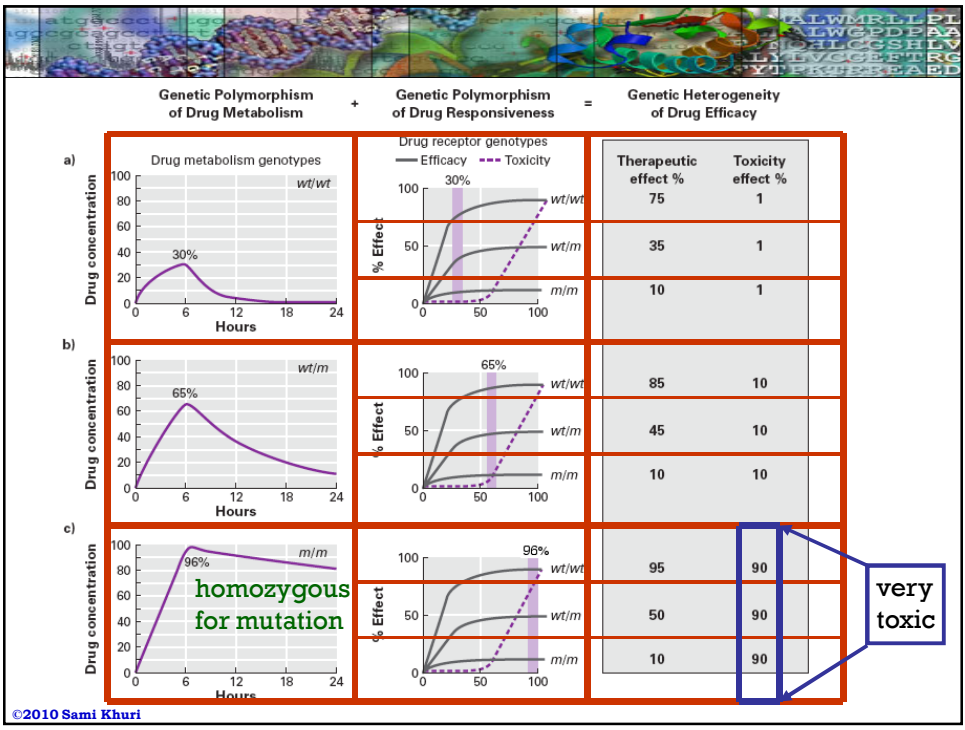 ALWMRLLPL
ALWGPDPAA
Genetic Polymorphism of Drug Metabolism
+
Genetic Polymorphism of Drug Responsiveness
=
Genetic Heterogeneity of Drug Efficacy
a)
Drug metabolism genotypes
wt/wt
Drug concentration
100
80
60
40
20
0
30%
0 6 12 18 24
Hours
Drug receptor genotypes
Efficacy Toxicity
30%
% Effect
100
50
0
wt/wt
wt/m
m/m
0 50 100
Therapeutic effect %
Toxicity effect %
75 1
35 1
10 1
b)
wt/m
Drug concentration
100
80
60
40
20
0
65%
0 6 12 18 24
Hours
65%
% Effect
100
50
0
wt/wt
wt/m
m/m
0 50 100
85 10
45 10
10 10
c)
m/m
Drug concentration
100
80
60
40
20
0
96%
homozygous
for mutation
0 6 12 18 24
Hours
96%
% Effect
100
50
0
wt/wt
wt/m
m/m
0 50 100
95 90
50 90
10 90
very
toxic
©2010 Sami Khuri